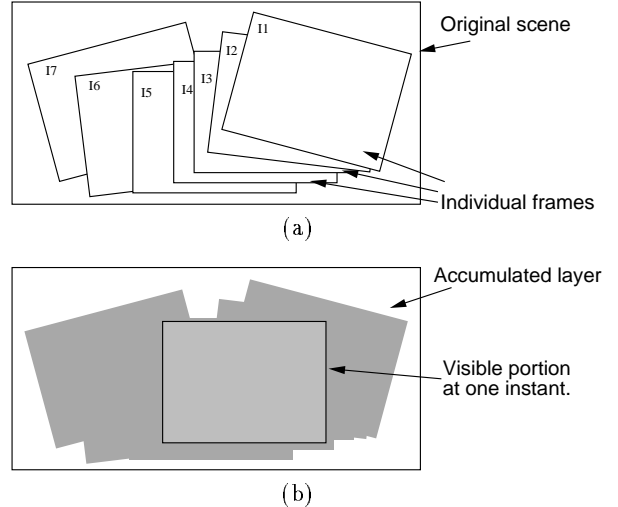 I1
Original scene
I2
I3
I7
I6
I5
I4
Individual frames
(a)
Accumulated layer
Visible portion
at one instant.
(b)